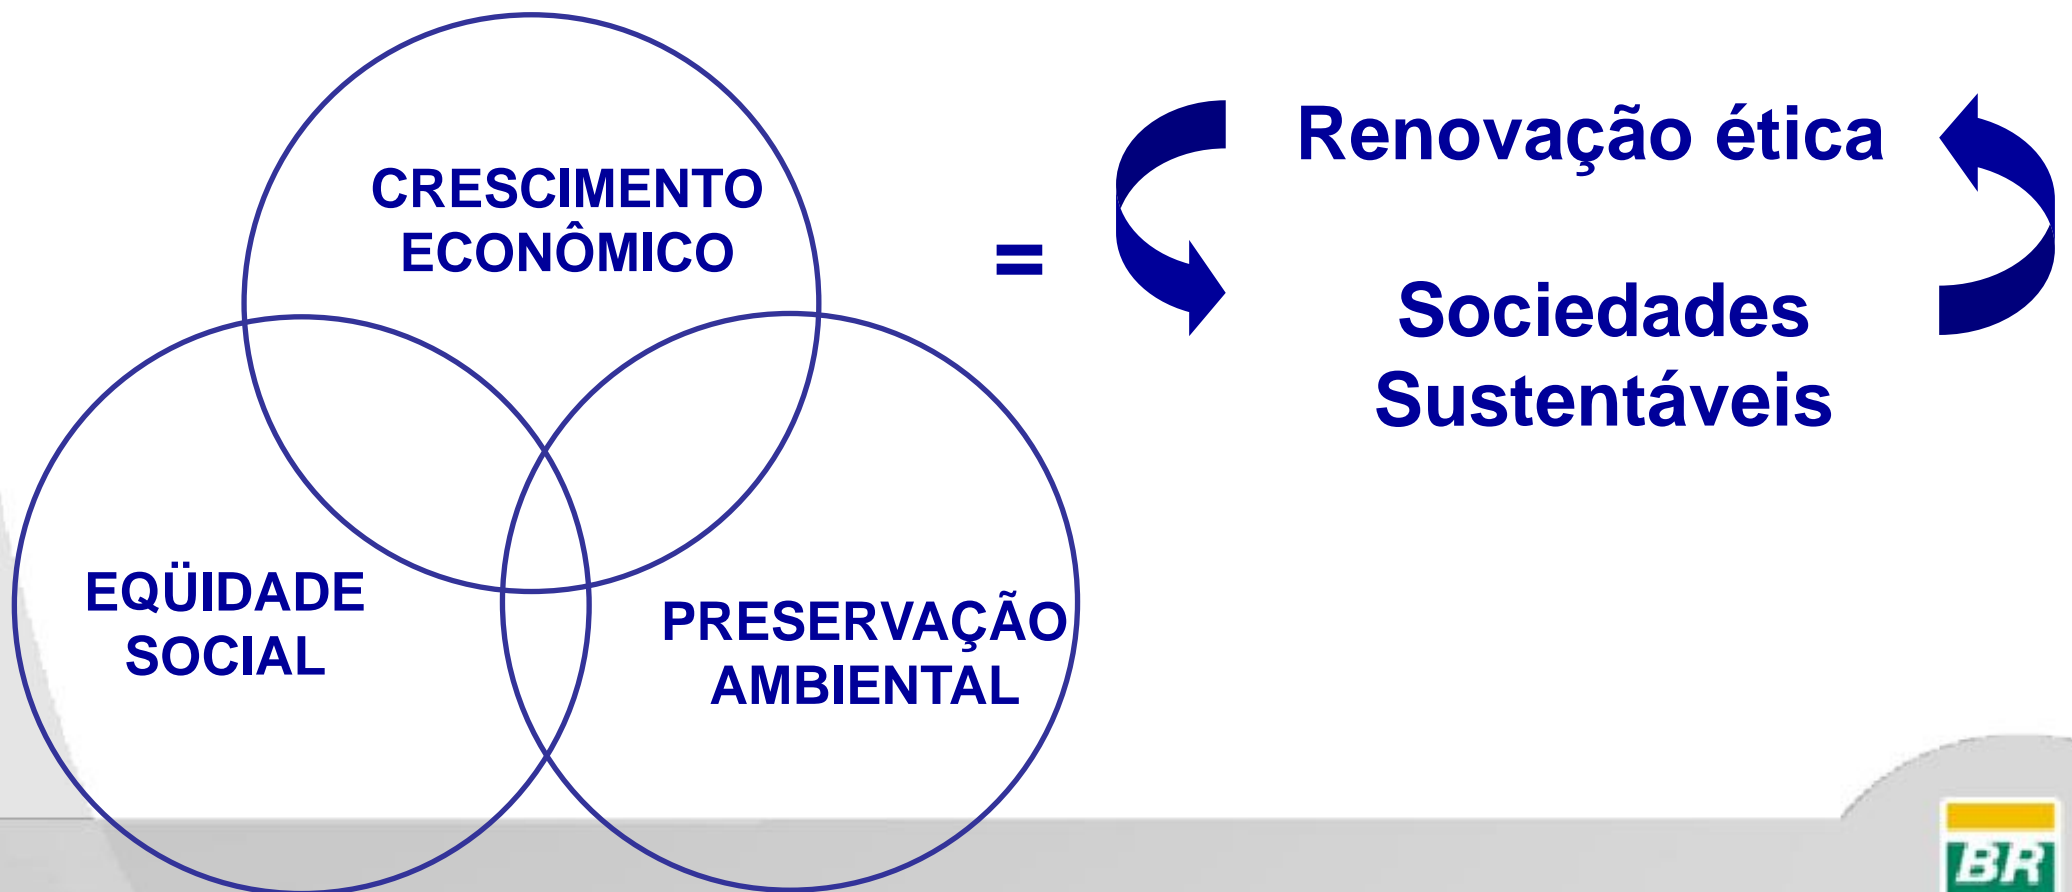 CRESCIMENTO
ECONÔMICO
EQÜIDADE
SOCIAL
PRESERVAÇÃO
AMBIENTAL
=
Renovação ética
Sociedades
Sustentáveis
BR